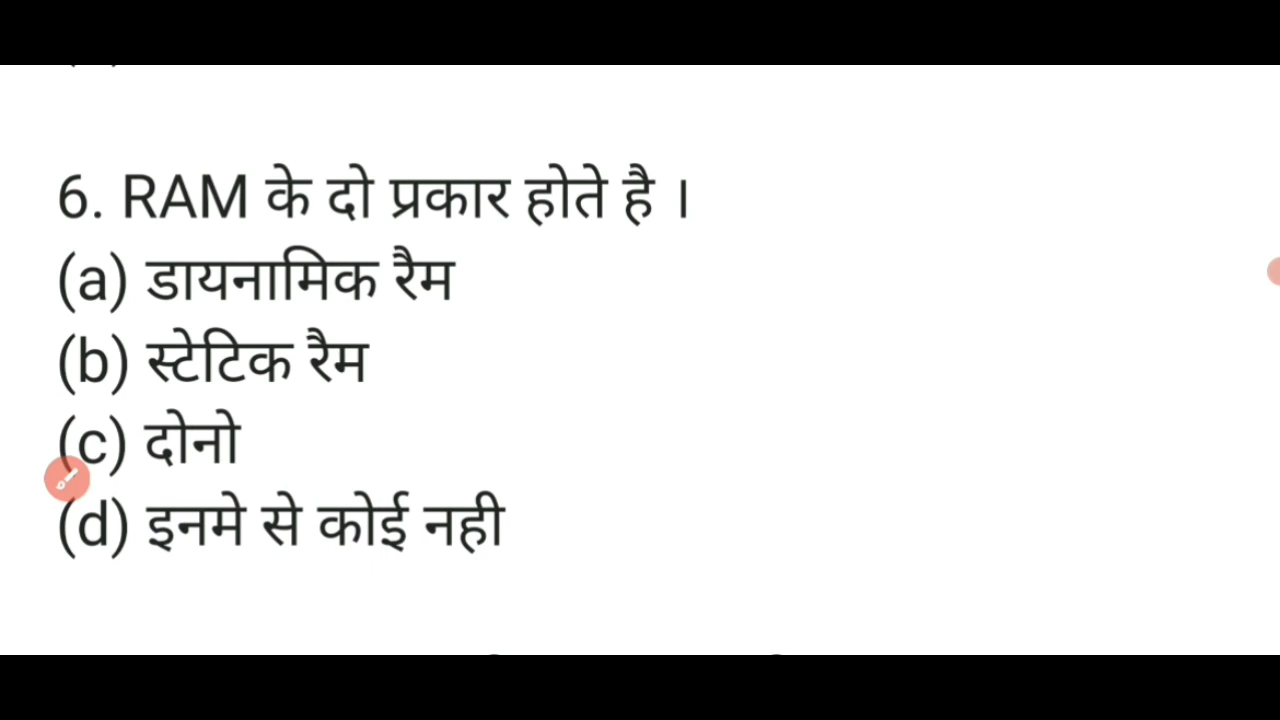 6. RAM के दो प्रकार होते है ।
(a) डायनामिक रैम
(b) स्टेटिक रैम
(c) दोनो
(d) इनमे से कोई नही